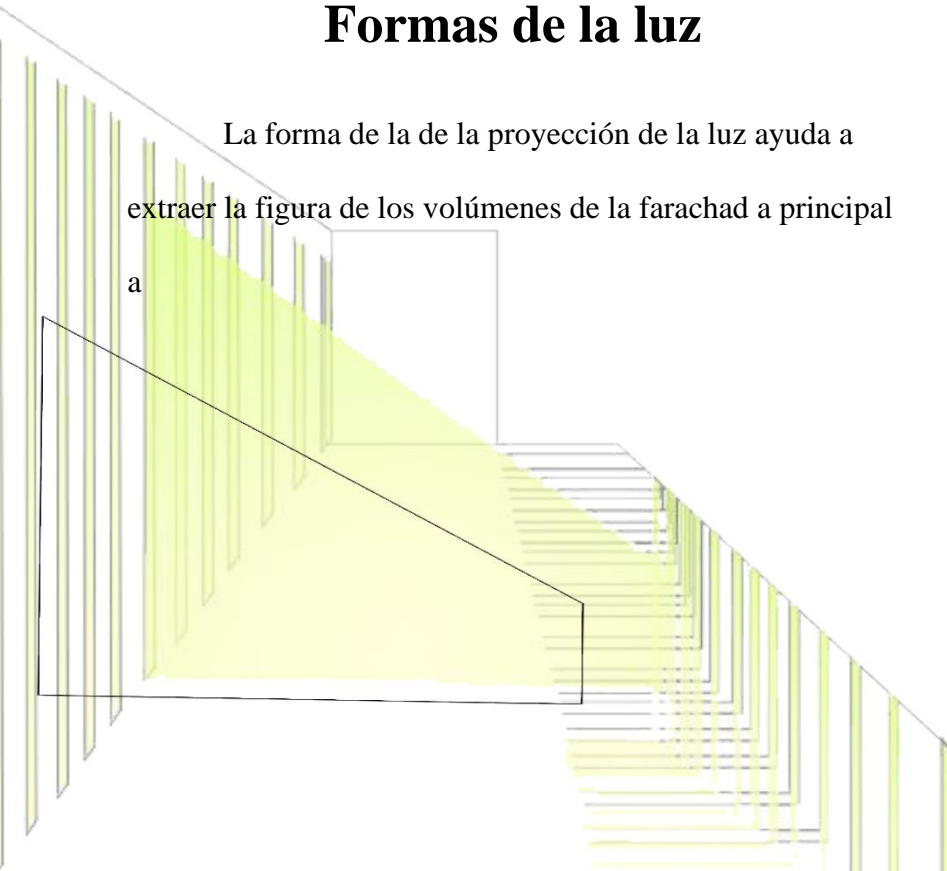 Formas de la luz
La forma de la de la proyección de la luz ayuda a
extraer la figura de los volúmenes de la farachad a principal
a